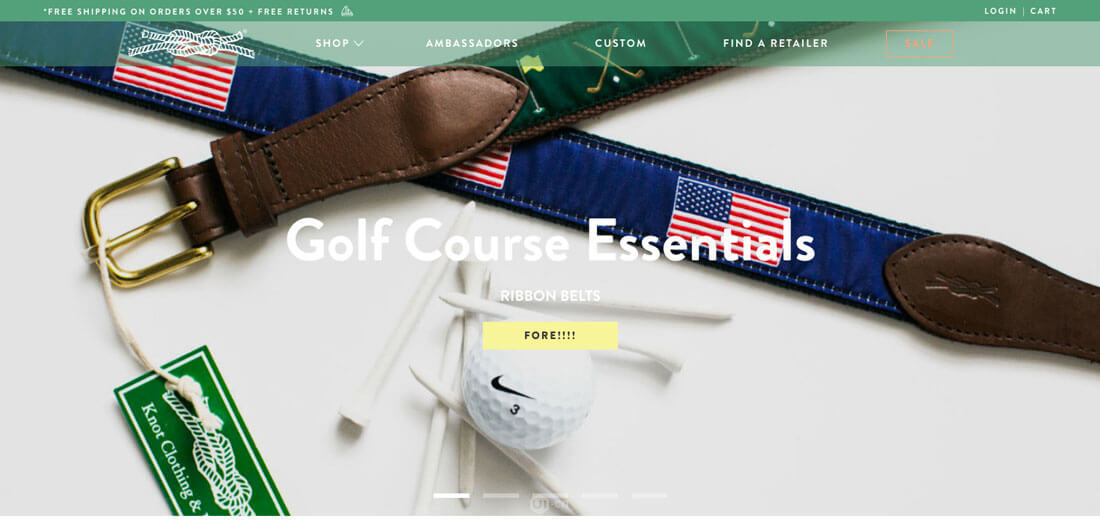 *FREE SHIPPING ON ORDERS OVER $50 + FREE RETURNS
LOGIN | CART
SHOP
AMBASSADORS
CUSTOM
FIND A RETAILER
SALE
Golf Course Essentials
RIBBON BELTS
FORE!!!!
3
Knot Clothing &